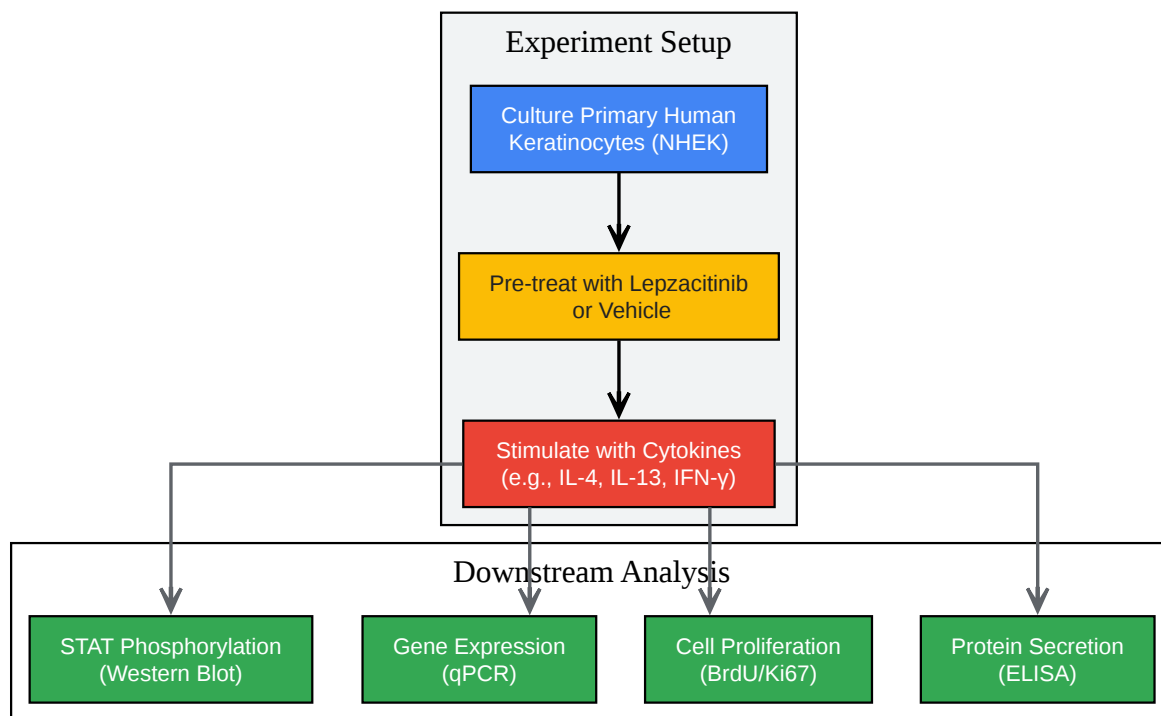 Experiment Setup
Culture Primary Human
Keratinocytes (NHEK)
Pre-treat with Lepzacitinib
or Vehicle
Stimulate with Cytokines
(e.g., IL-4, IL-13, IFN-γ)
Downstream Analysis
STAT Phosphorylation
(Western Blot)
Gene Expression
(qPCR)
Cell Proliferation
(BrdU/Ki67)
Protein Secretion
(ELISA)